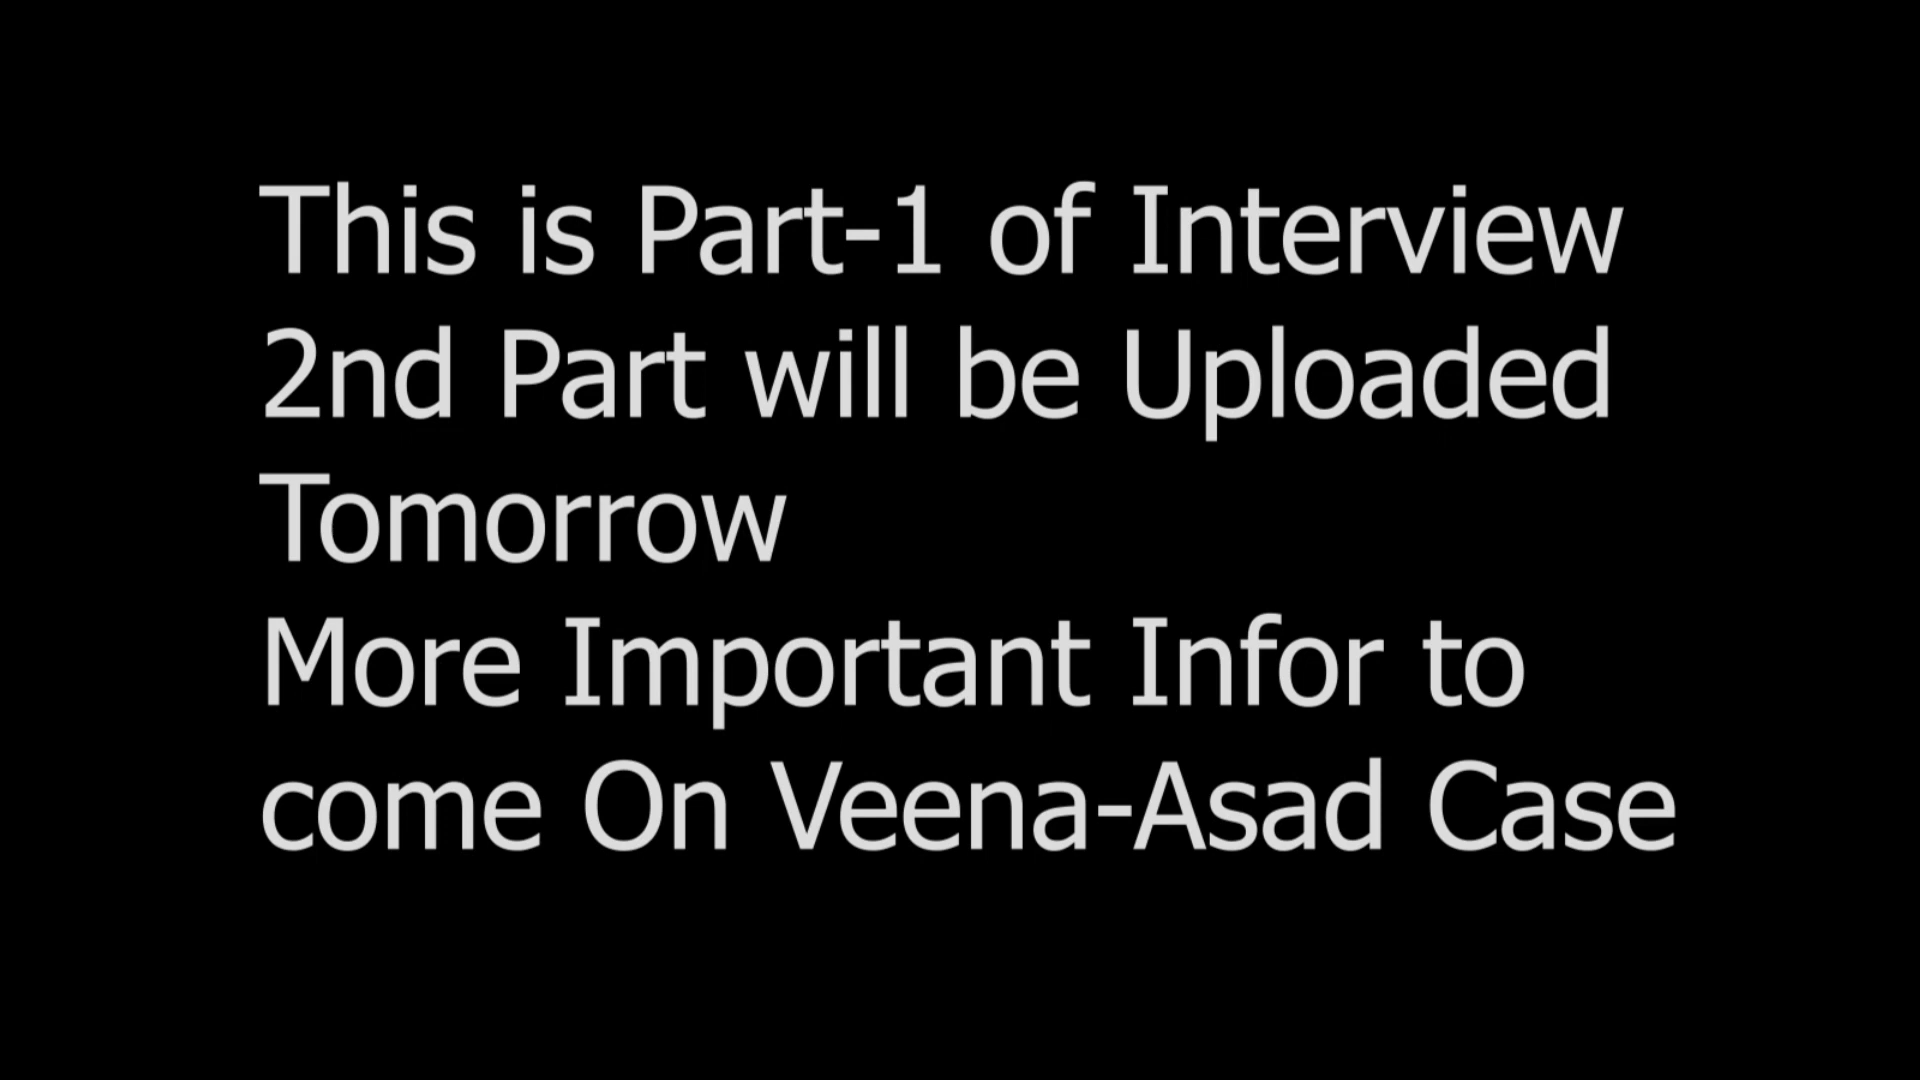 This is Part-1 of Interview
2nd Part will be Uploaded
Tomorrow
More Important Infor to
come On Veena-Asad Case